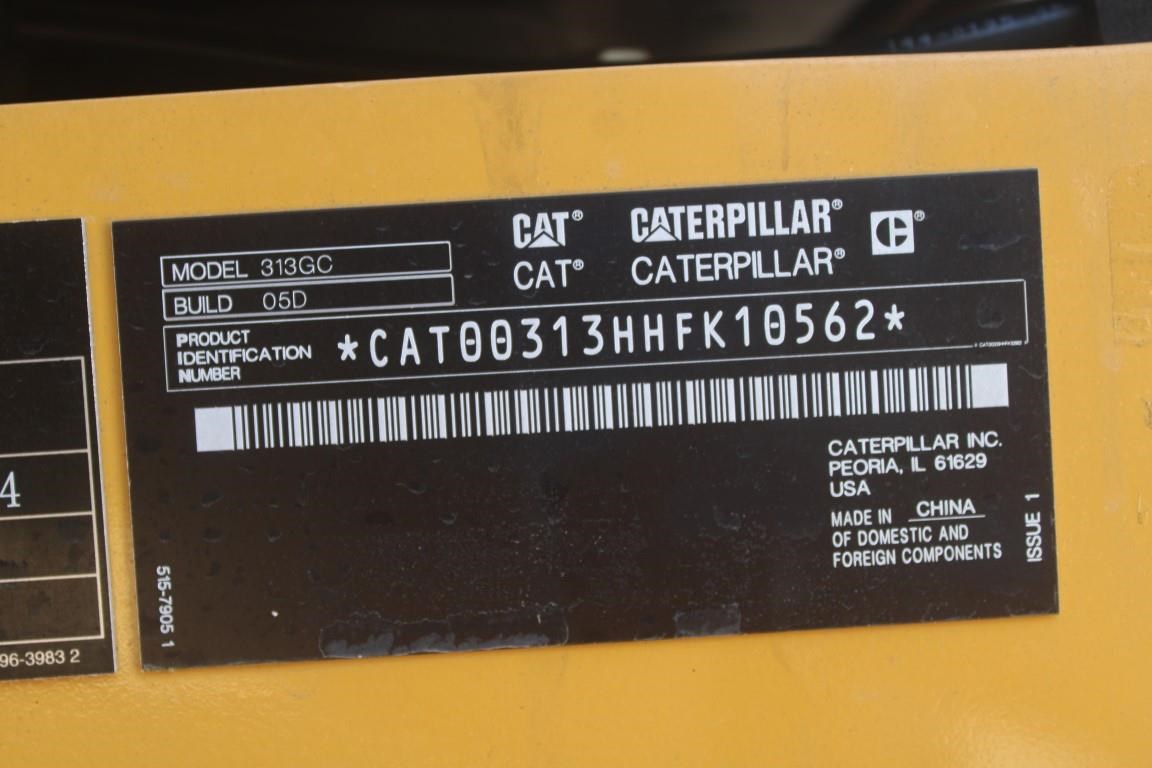 CAT® CATERPILLAR® C®
CAT® CATERPILLAR®
MODEL 313GC
BUILD 05D
PRODUCT
IDENTIFICATION
NUMBER
*CAT00313HHFK10562*
CATERPILLAR INC.
PEORIA, IL 61629
USA
MADE IN CHINA
OF DOMESTIC AND
FOREIGN COMPONENTS
ISSUE 1
515-7905 1
4
96-3983 2